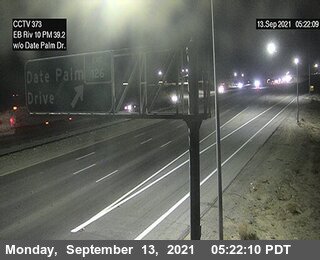 CCTV 373
EB Riv 10 PM 39.2
w/o Date Palm Dr.
13.Sep 2021 05:22:09
Date Palm 126
Drive
Monday, September 13, 2021 05:22:10 PDT